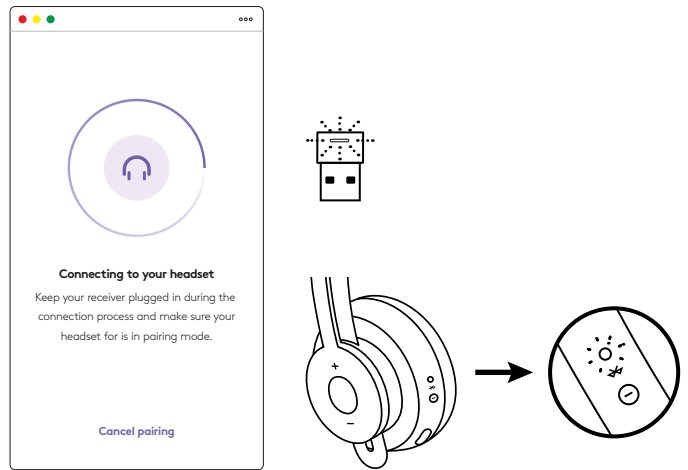 Connecting to your headset
Keep your receiver plugged in during the
connection process and make sure your
headset for is in pairing mode.
Cancel pairing